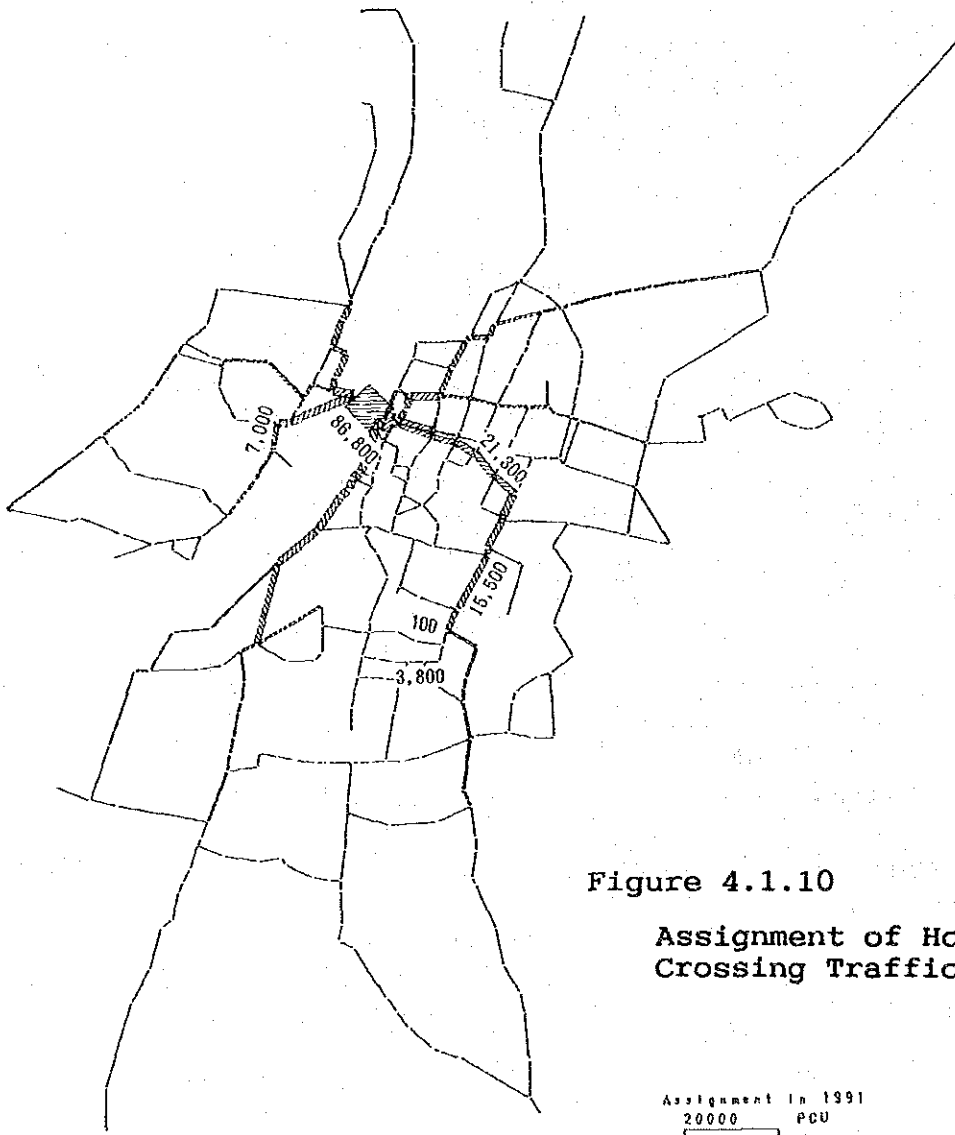 7,000
86,800
21,300
15,500
100
3,800
Figure 4.1.10
Assignment of Ho
Crossing Traffic
Assignment in 1991
20000 PCU